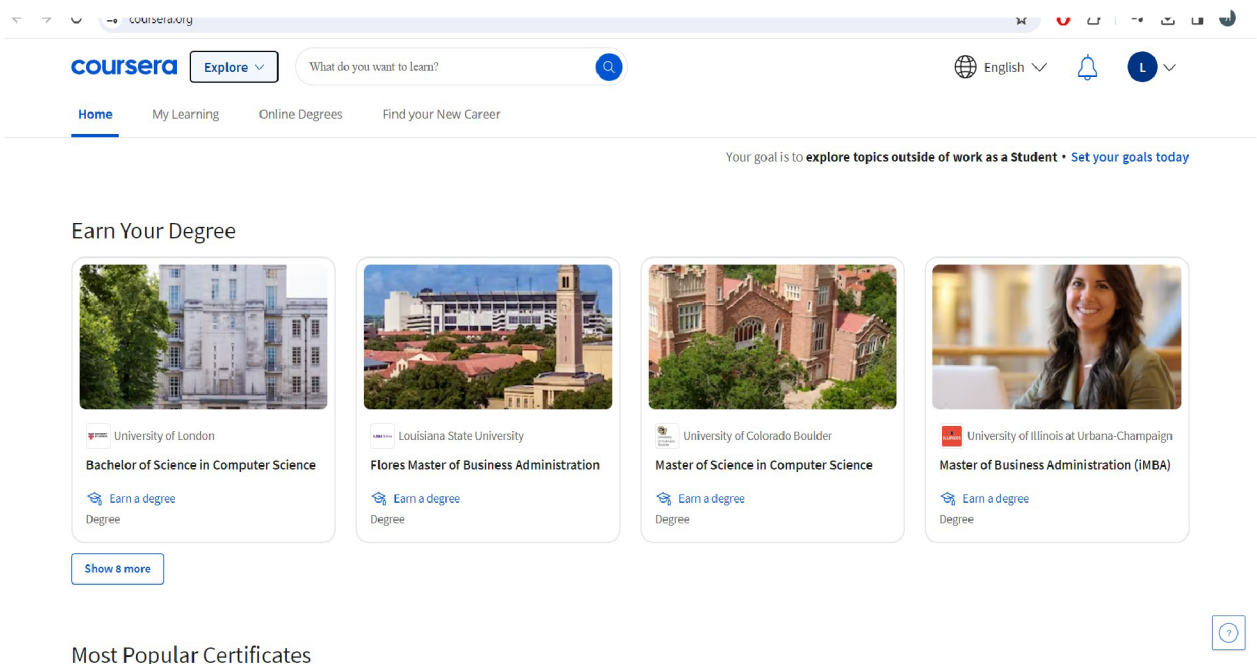 coursera.org
coursera
Explore
What do you want to learn?
English
L
Home
My Learning
Online Degrees
Find your New Career
Your goal is to explore topics outside of work as a Student • Set your goals today
Earn Your Degree
University of London
Bachelor of Science in Computer Science
Earn a degree
Degree
Louisiana State University
Flores Master of Business Administration
Earn a degree
Degree
University of Colorado Boulder
Master of Science in Computer Science
Earn a degree
Degree
ILLINOIS
University of Illinois at Urbana-Champaign
Master of Business Administration (iMBA)
Earn a degree
Degree
Show 8 more
?
Most Popular Certificates